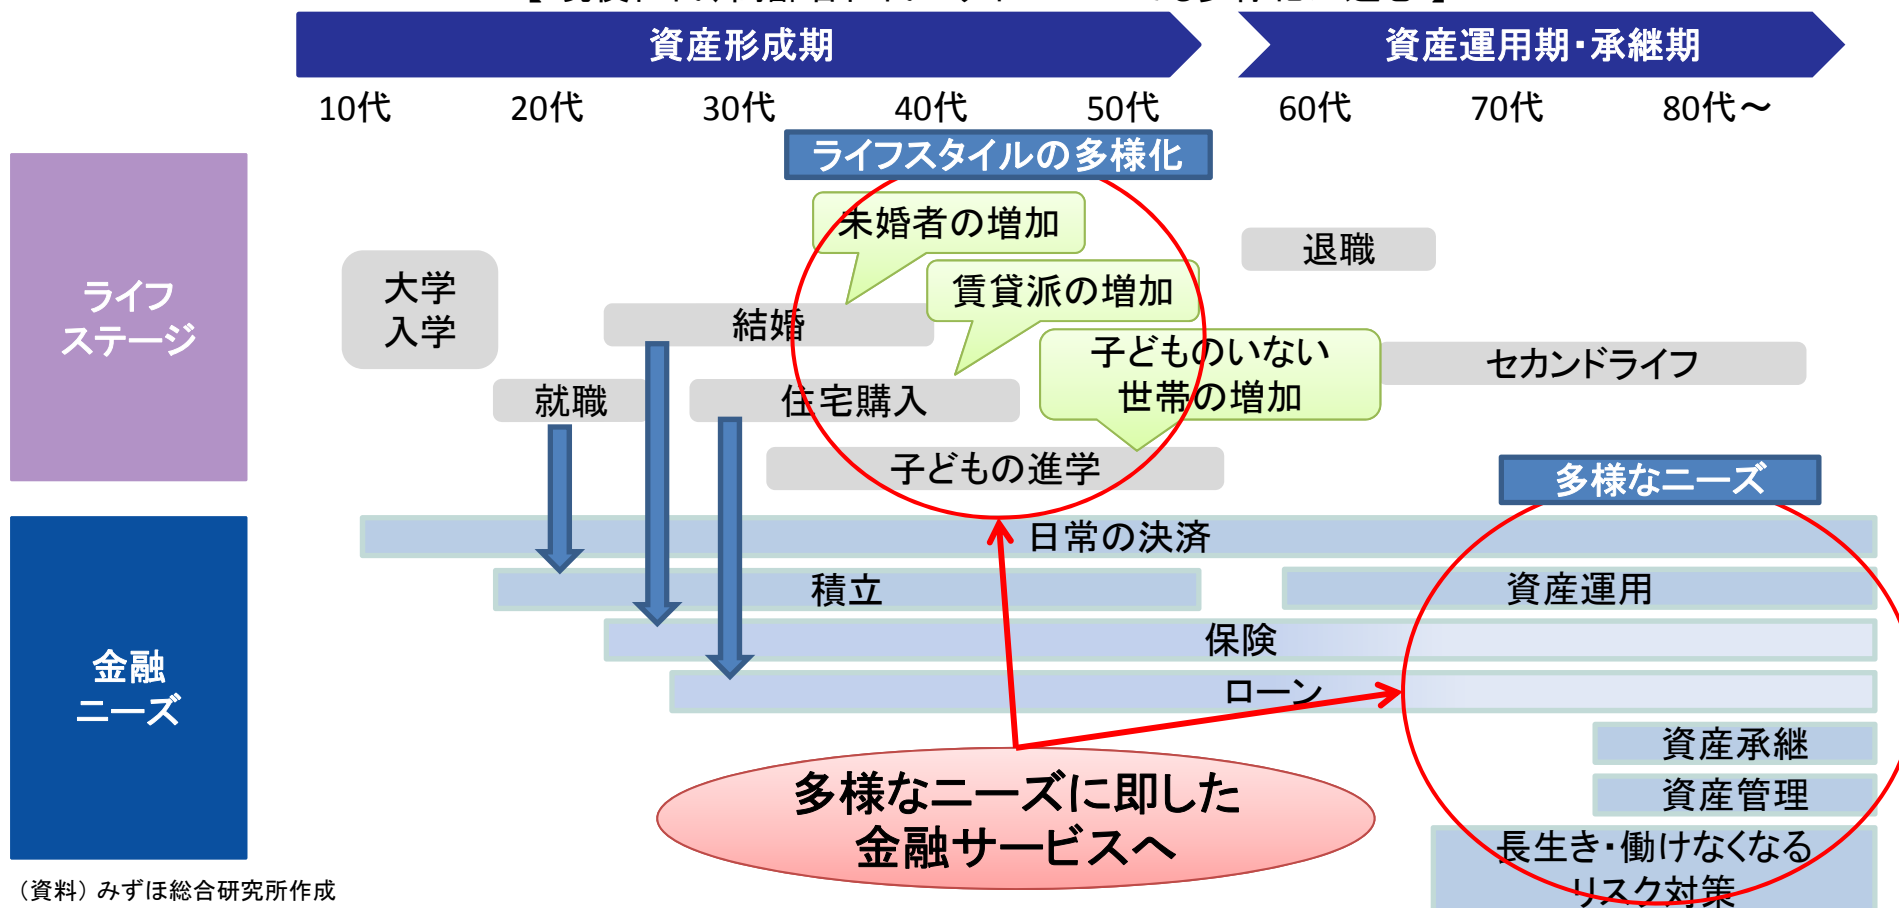 資産形成期
資産運用期・承継期
10代
20代
30代
40代
50代
60代
70代
80代～
ライフスタイルの多様化
未婚者の増加
退職
ライフ
ステージ
大学
入学
賃貸派の増加
結婚
子どものいない
世帯の増加
セカンドライフ
就職
住宅購入
子どもの進学
多様なニーズ
金融
ニーズ
日常の決済
積立
資産運用
保険
ローン
資産承継
資産管理
長生き・働けなくなる
リスク対策
多様なニーズに即した
金融サービスへ
（資料）みずほ総合研究所作成